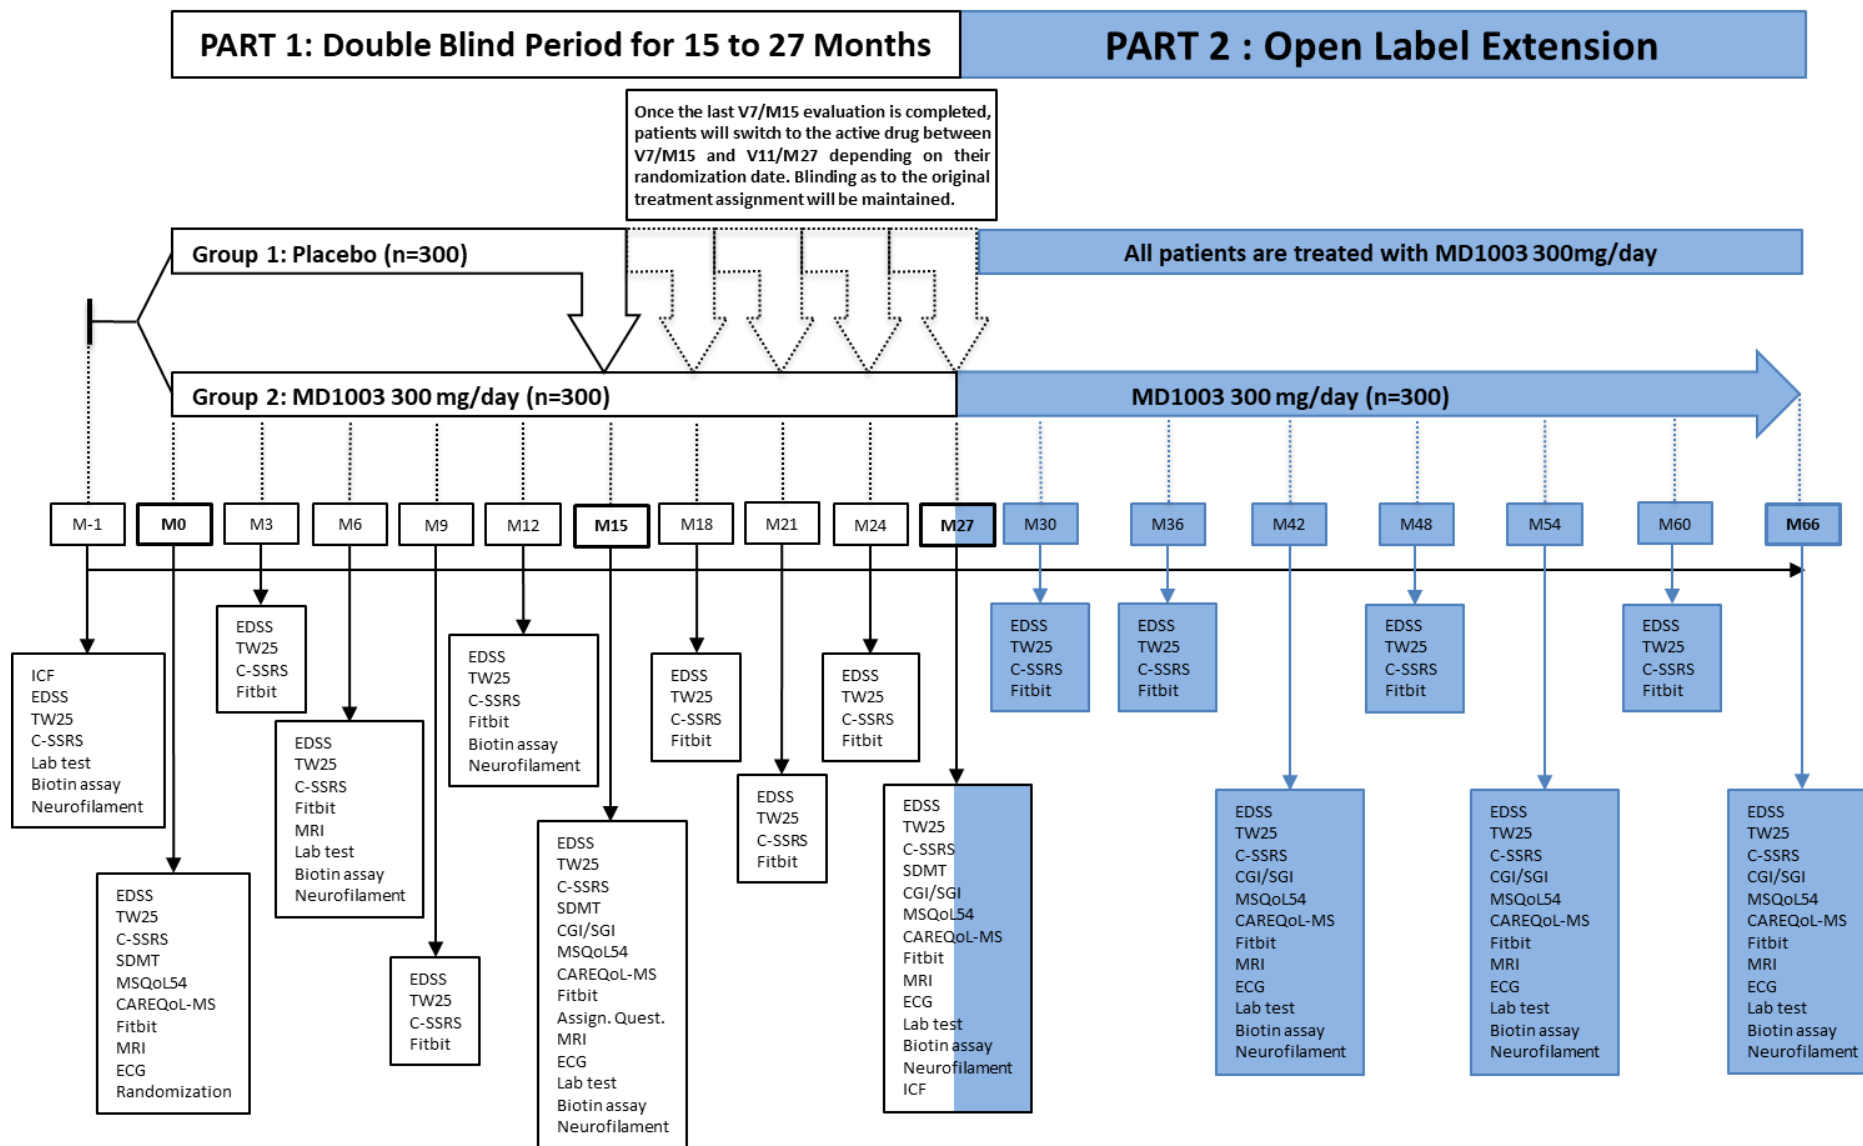 PART 1: Double Blind Period for 15 to 27 Months
PART 2 : Open Label Extension
Once the last V7/M15 evaluation is completed,
patients will switch to the active drug between
V7/M15 and V11/M27 depending on their
randomization date. Blinding as to the original
treatment assignment will be maintained.
Group 1: Placebo (n=300)
All patients are treated with MD1003 300mg/day
Group 2: MD1003 300 mg/day (n=300)
MD1003 300 mg/day (n=300)
M-1
M0
M3
M6
M9
M12
M15
M18
M21
M24
M27
M30
M36
M42
M48
M54
M60
M66
ICF
EDSS
TW25
C-SSRS
Lab test
Biotin assay
Neurofilament
EDSS
TW25
C-SSRS
SDMT
MSQoL54
CAREQoL-MS
Fitbit
MRI
ECG
Randomization
EDSS
TW25
C-SSRS
Fitbit
EDSS
TW25
C-SSRS
Fitbit
MRI
Lab test
Biotin assay
Neurofilament
EDSS
TW25
C-SSRS
Fitbit
EDSS
TW25
C-SSRS
Fitbit
Biotin assay
Neurofilament
EDSS
TW25
C-SSRS
SDMT
CGI/SGI
MSQoL54
CAREQoL-MS
Fitbit
Assign. Quest.
MRI
ECG
Lab test
Biotin assay
Neurofilament
EDSS
TW25
C-SSRS
Fitbit
EDSS
TW25
C-SSRS
Fitbit
EDSS
TW25
C-SSRS
Fitbit
EDSS
TW25
C-SSRS
SDMT
CGI/SGI
MSQoL54
CAREQoL-MS
Fitbit
MRI
ECG
Lab test
Biotin assay
Neurofilament
ICF
EDSS
TW25
C-SSRS
Fitbit
EDSS
TW25
C-SSRS
Fitbit
EDSS
TW25
C-SSRS
CGI/SGI
MSQoL54
CAREQoL-MS
Fitbit
MRI
ECG
Lab test
Biotin assay
Neurofilament
EDSS
TW25
C-SSRS
Fitbit
EDSS
TW25
C-SSRS
CGI/SGI
MSQoL54
CAREQoL-MS
Fitbit
MRI
ECG
Lab test
Biotin assay
Neurofilament
EDSS
TW25
C-SSRS
Fitbit
EDSS
TW25
C-SSRS
CGI/SGI
MSQoL54
CAREQoL-MS
Fitbit
MRI
ECG
Lab test
Biotin assay
Neurofilament